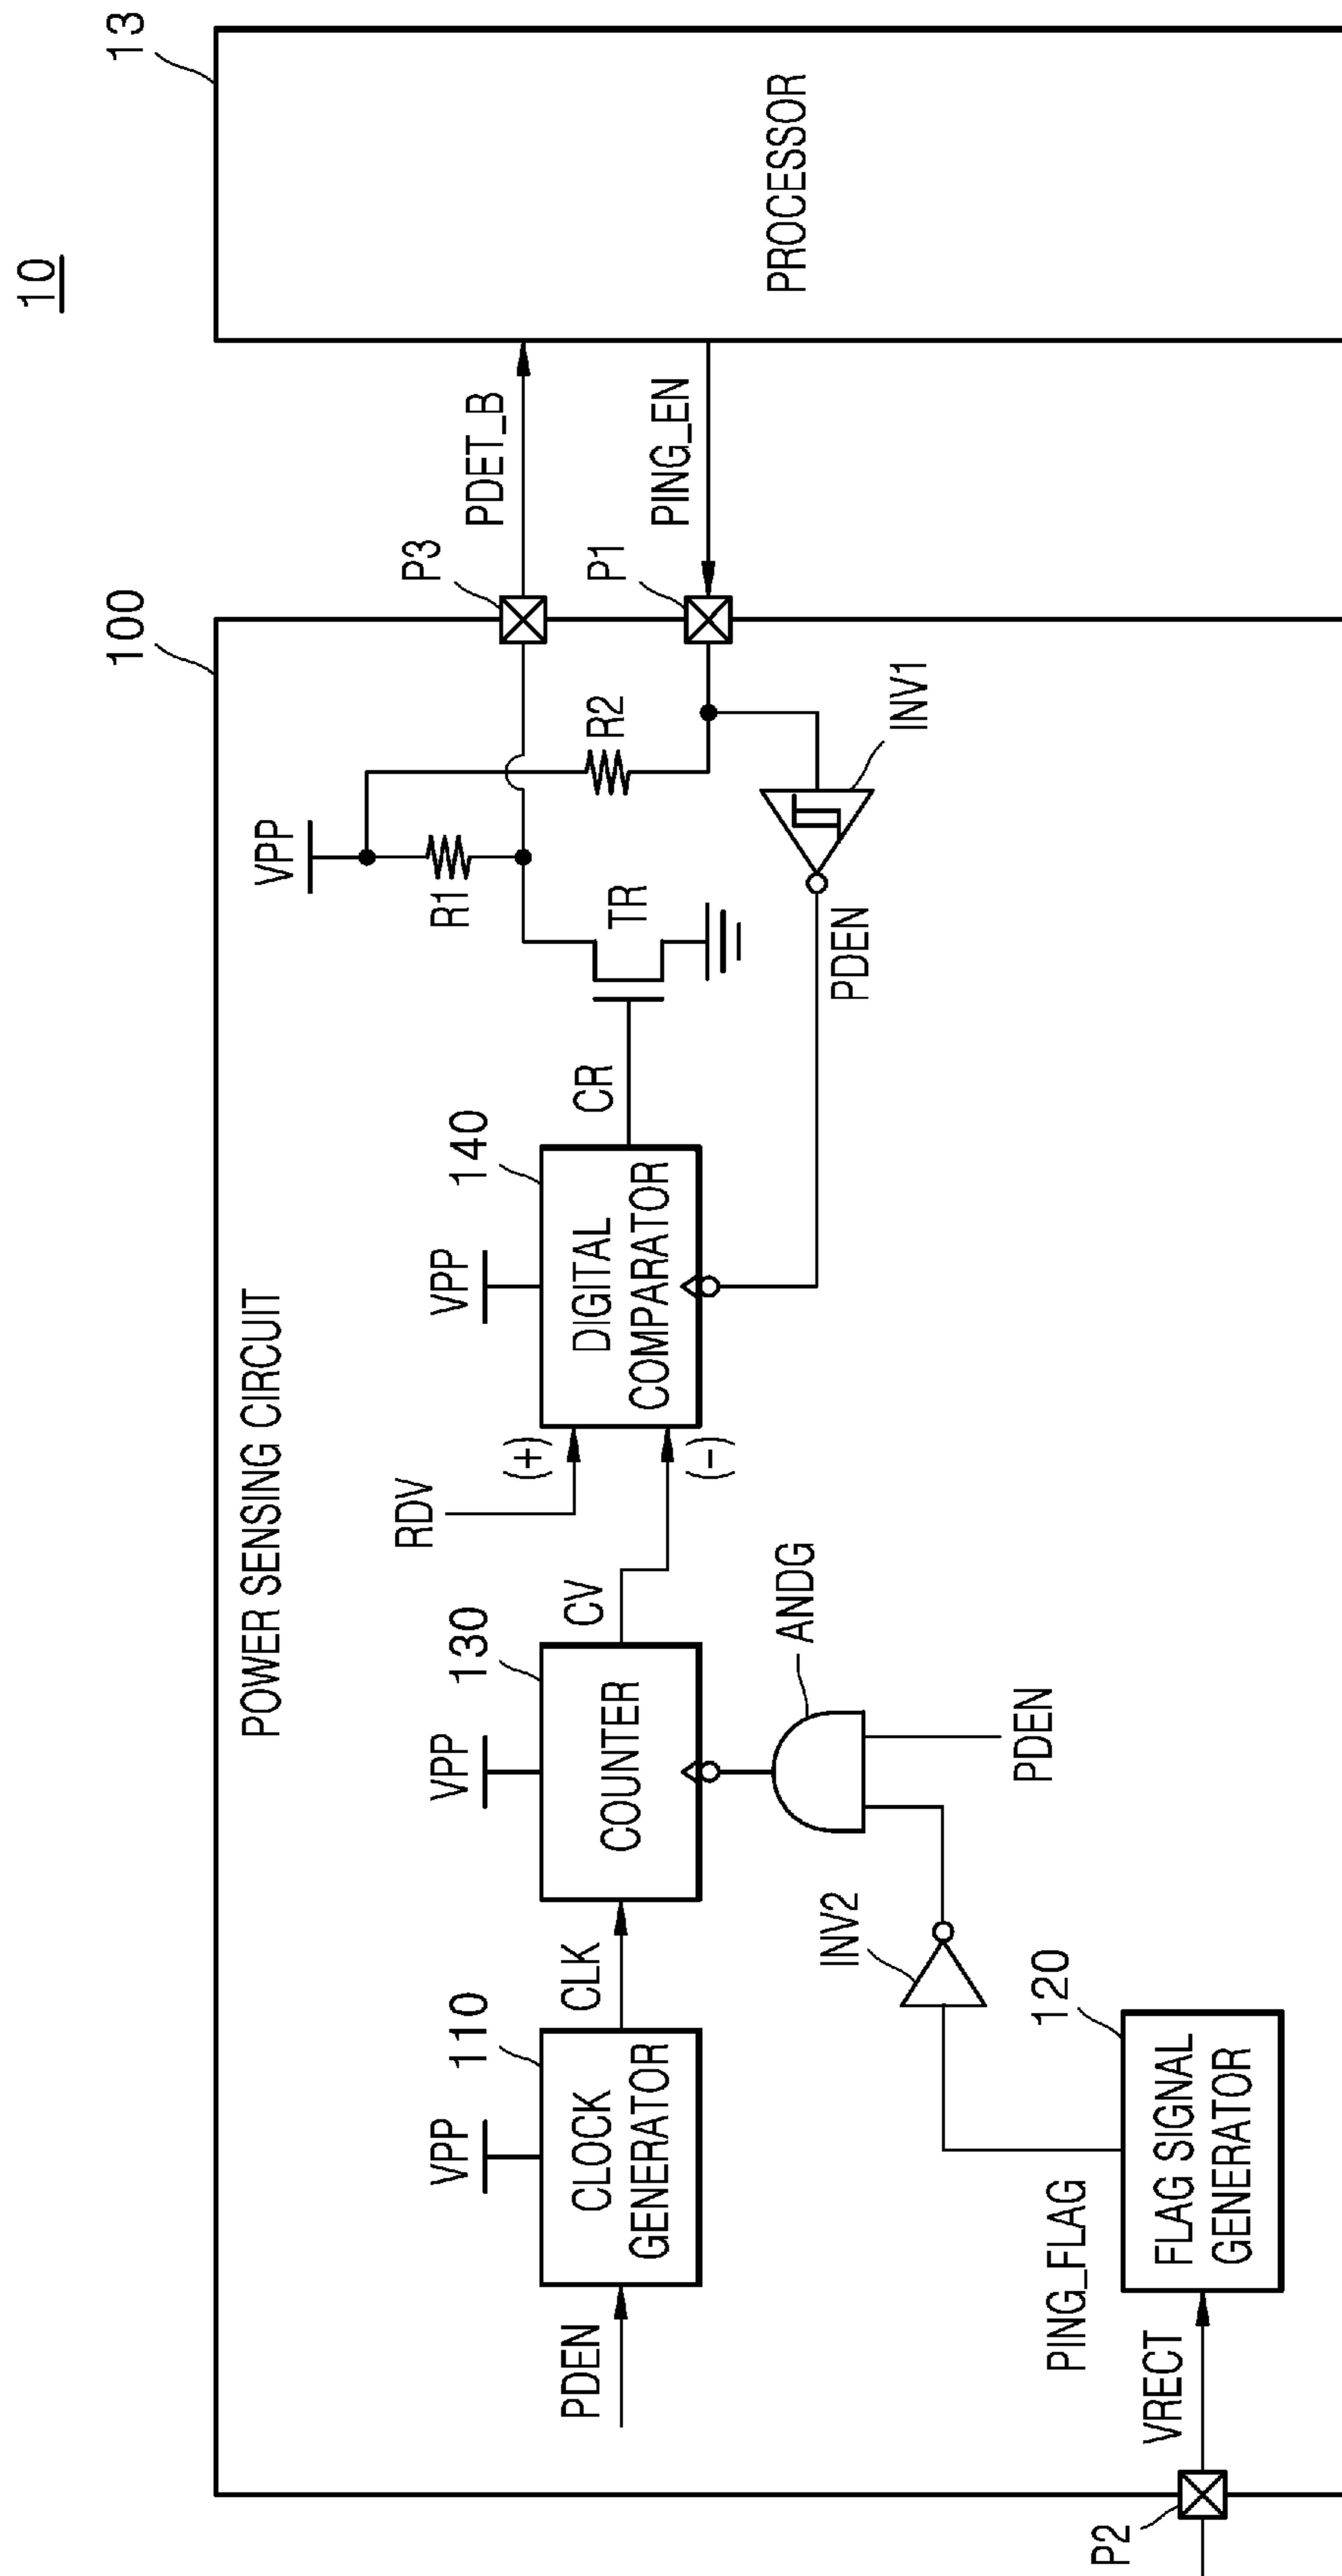 10
100
13
POWER SENSING CIRCUIT
PROCESSOR
VPP
VPP
VPP
VPP
110
130
140
RDV
(+)
(-)
PDEN
CLOCK
GENERATOR
CLK
COUNTER
CV
DIGITAL
COMPARATOR
CR
TR
R1
R2
P3
PDET_B
P1
PING_EN
INV1
PDEN
ANDG
PDEN
INV2
PING_FLAG
120
FLAG SIGNAL
GENERATOR
VRECT
P2